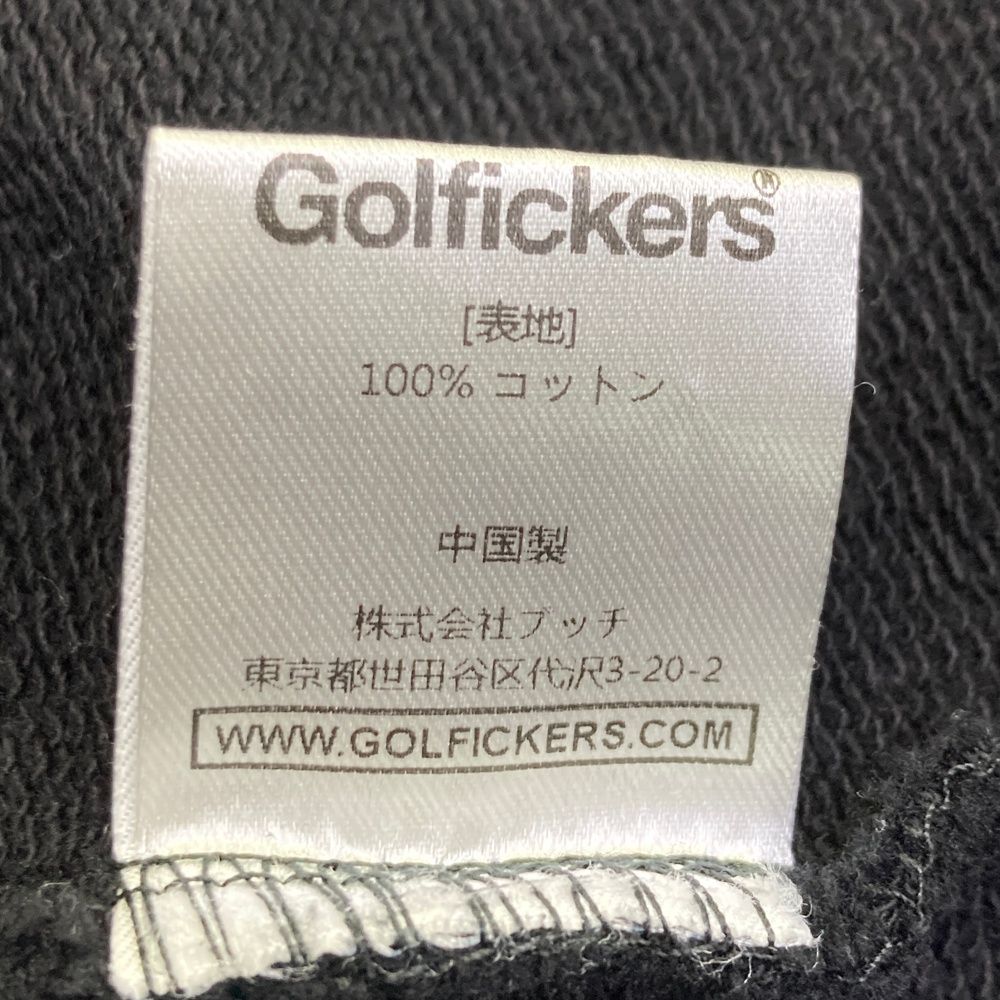 Golfickers®
[表地]
100% コットン
中国製
株式会社ブッチ
東京都世田谷区代沢3-20-2
WWW.GOLFICKERS.COM